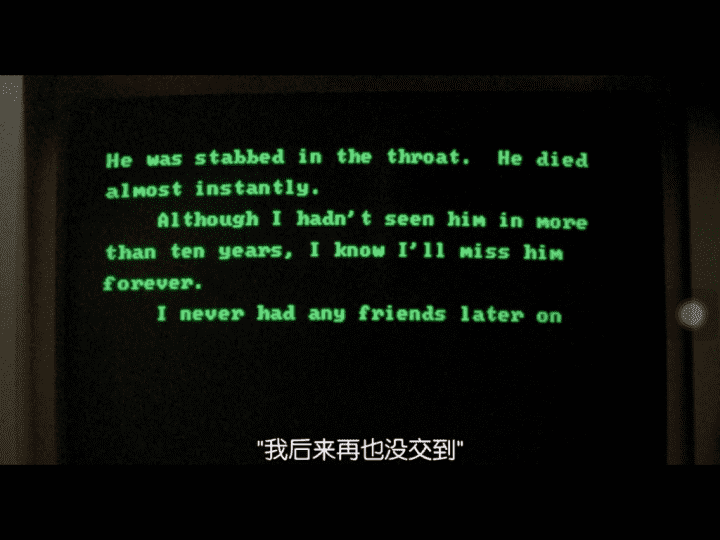 He was stabbed in the throat.  He died
almost instantly.
Although I hadn't seen him in more
than ten years, I know I'll miss him
forever.
I never had any friends later on
"我后来再也没交到"